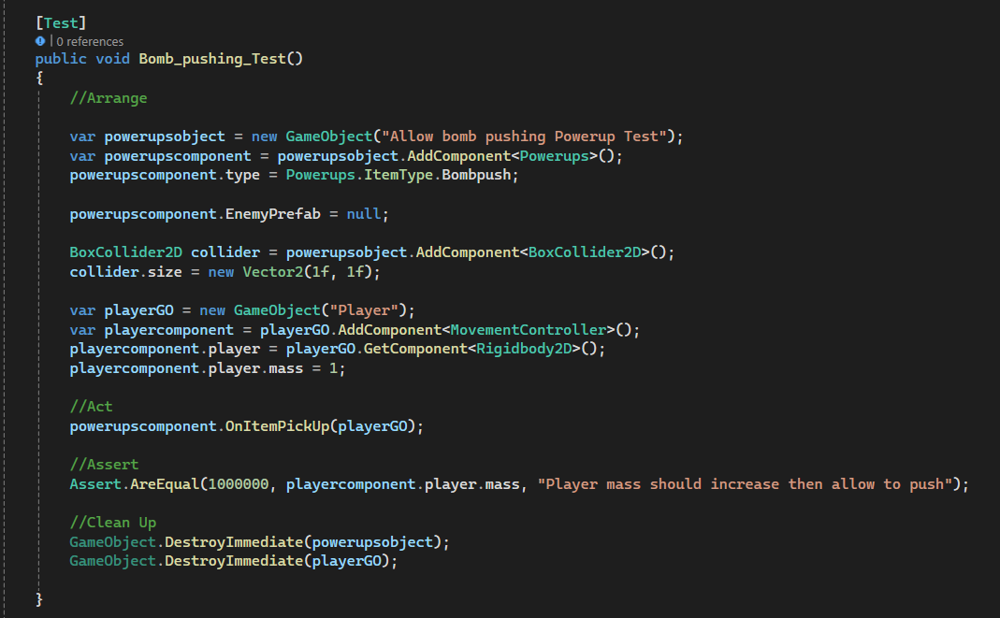 [Test]
| 0 references
public void Bomb_pushing_Test()
{
//Arrange
var powerupsobject = new GameObject("Allow bomb pushing Powerup Test");
var powerupscomponent = powerupsobject.AddComponent<Powerups>();
powerupscomponent.type = Powerups.ItemType.Bombpush;
powerupscomponent.EnemyPrefab = null;
BoxCollider2D collider = powerupsobject.AddComponent<BoxCollider2D>();
collider.size = new Vector2(1f, 1f);
var playerGO = new GameObject("Player");
var playercomponent = playerGO.AddComponent<MovementController>();
playercomponent.player = playerGO.GetComponent<Rigidbody2D>();
playercomponent.player.mass = 1;
//Act
powerupscomponent.OnItemPickUp(playerGO);
//Assert
Assert.AreEqual(1000000, playercomponent.player.mass, "Player mass should increase then allow to push");
//Clean Up
GameObject.DestroyImmediate(powerupsobject);
GameObject.DestroyImmediate(playerGO);
}